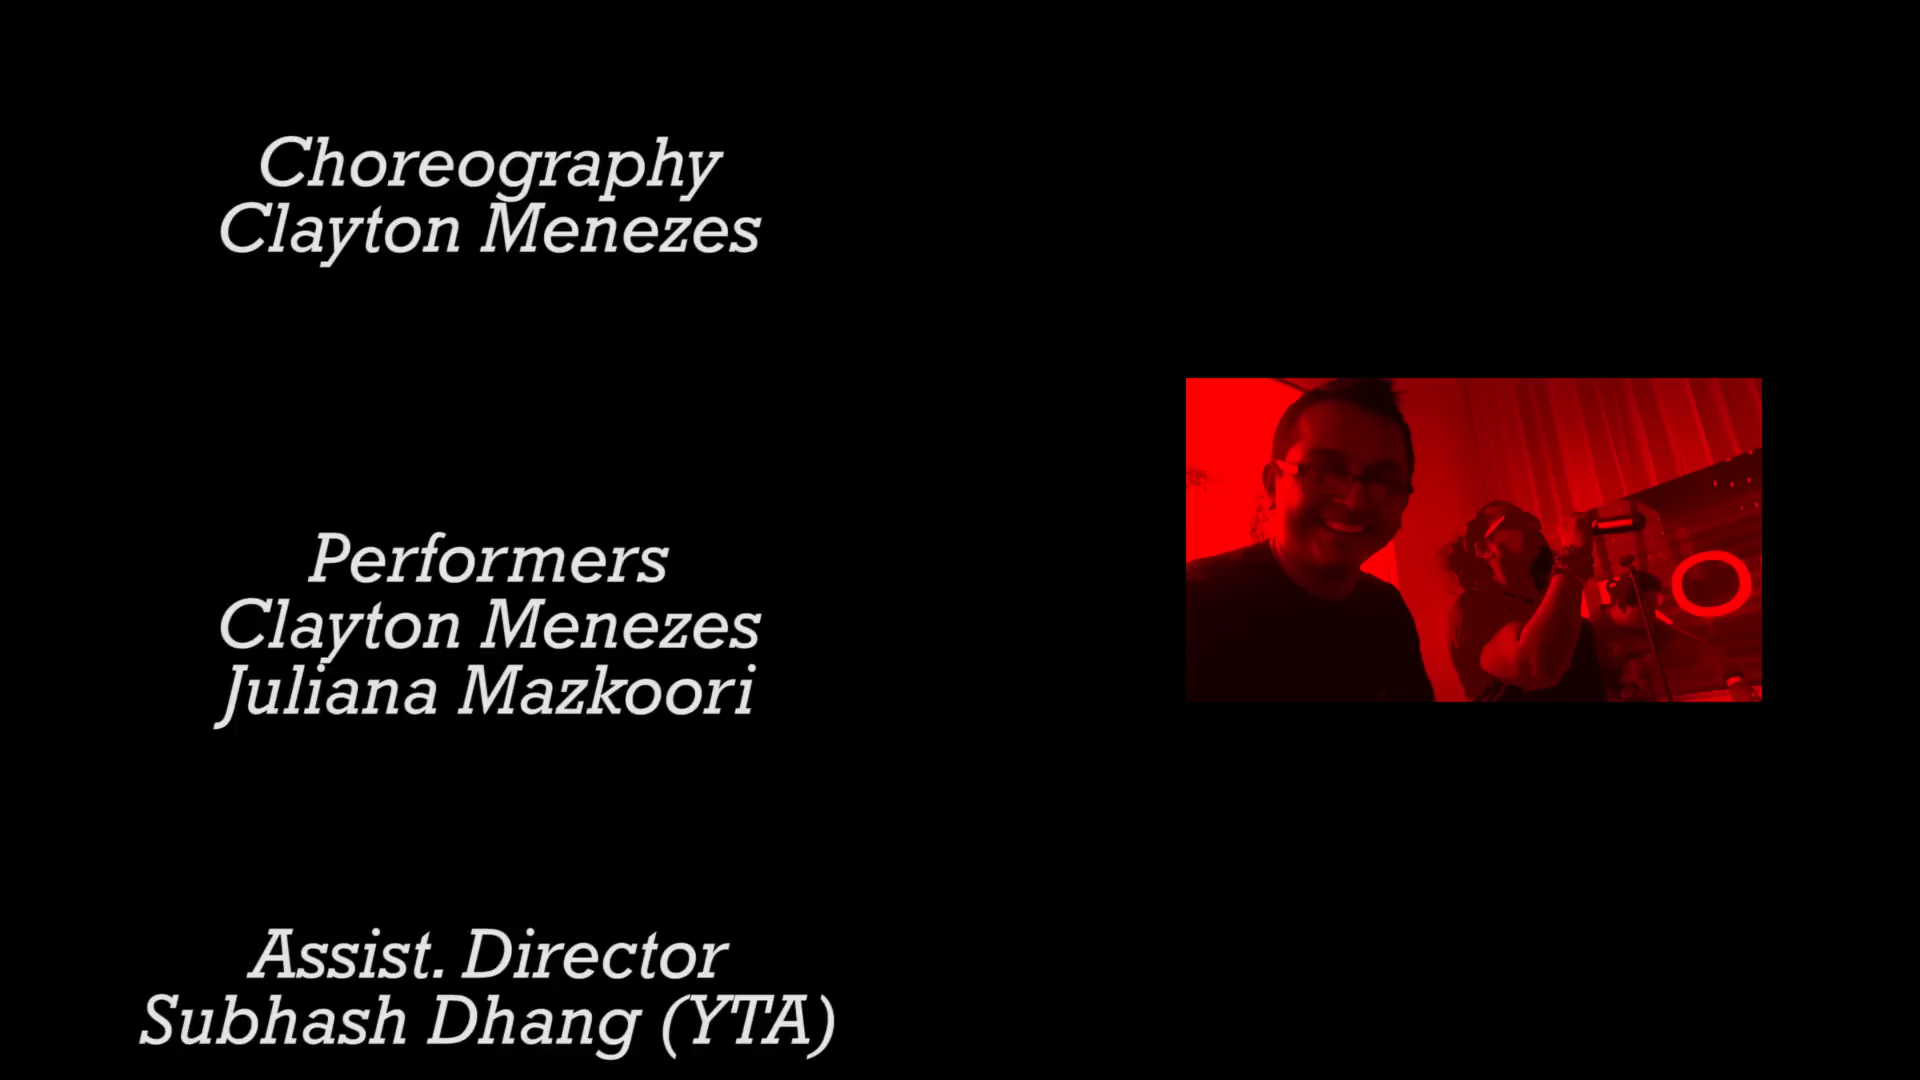 Choreography
Clayton Menezes
Performers
Clayton Menezes
Juliana Mazkoori
Assist. Director
Subhash Dhang (YTA)